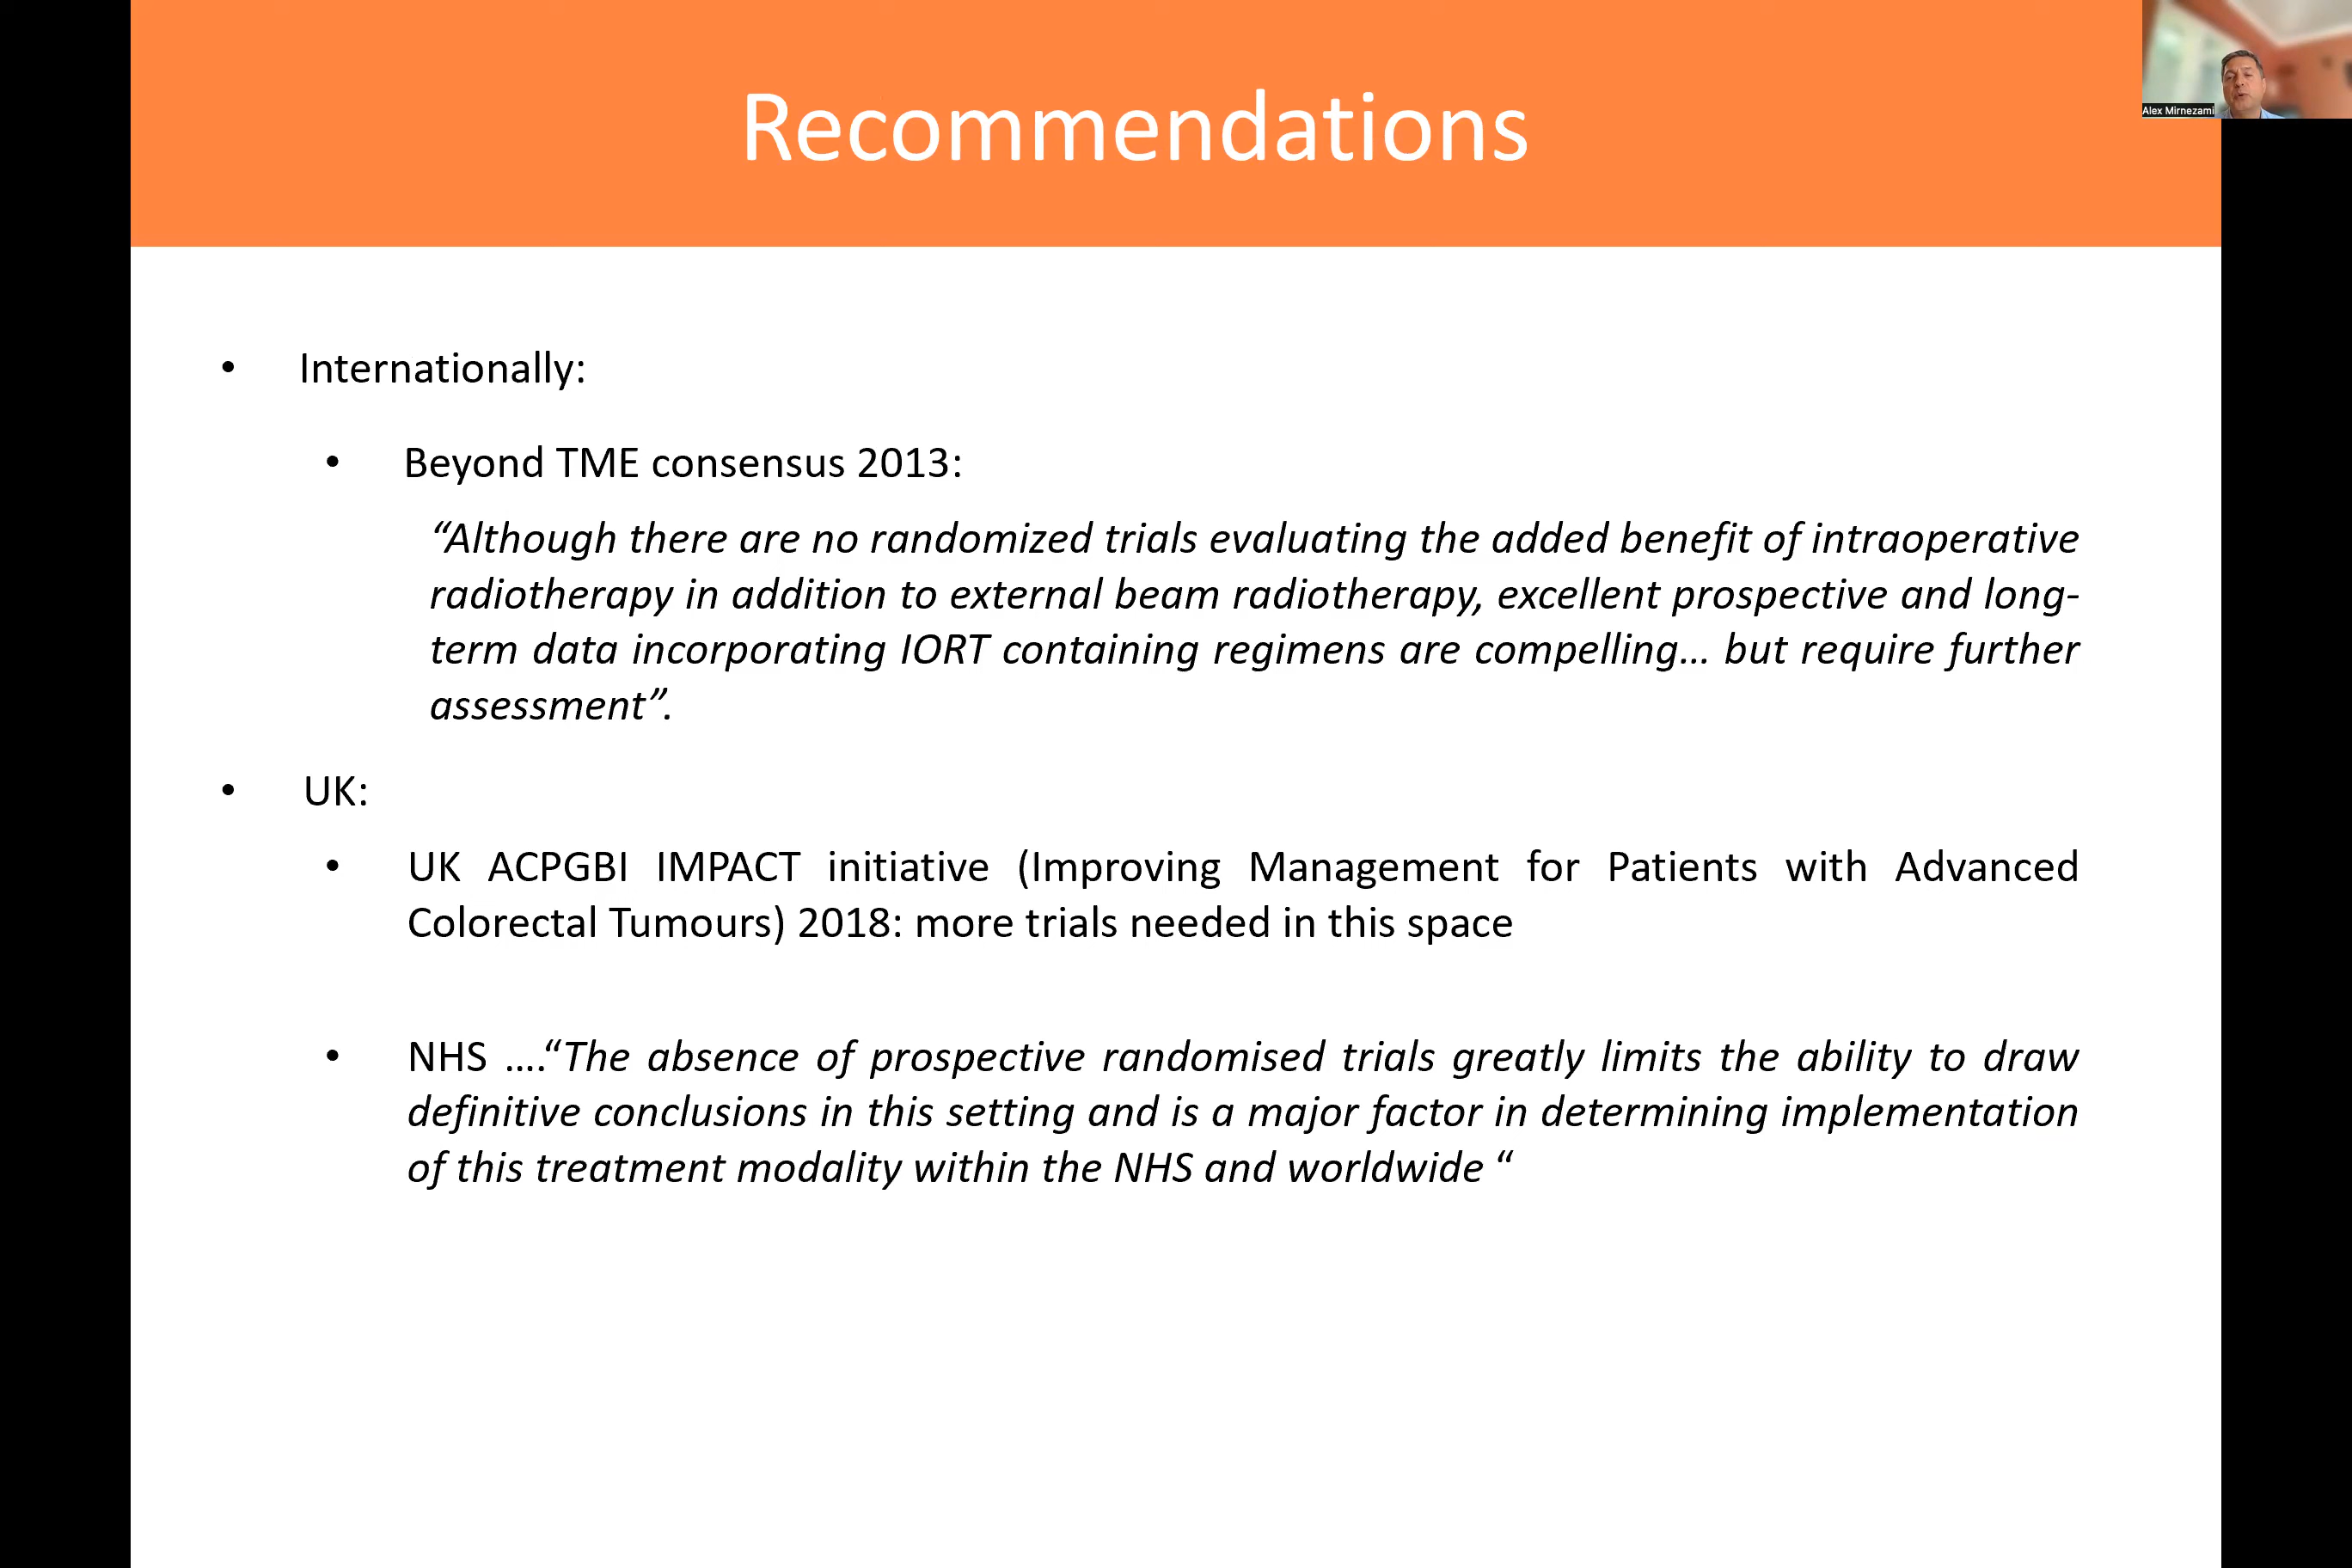 Recommendations
Alex Mirnezami
• Internationally:
• Beyond TME consensus 2013:
“Although there are no randomized trials evaluating the added benefit of intraoperative
radiotherapy in addition to external beam radiotherapy, excellent prospective and long-
term data incorporating IORT containing regimens are compelling... but require further
assessment”.
• UK:
• UK ACPGBI IMPACT initiative (Improving Management for Patients with Advanced
Colorectal Tumours) 2018: more trials needed in this space
• NHS ....“The absence of prospective randomised trials greatly limits the ability to draw
definitive conclusions in this setting and is a major factor in determining implementation
of this treatment modality within the NHS and worldwide “